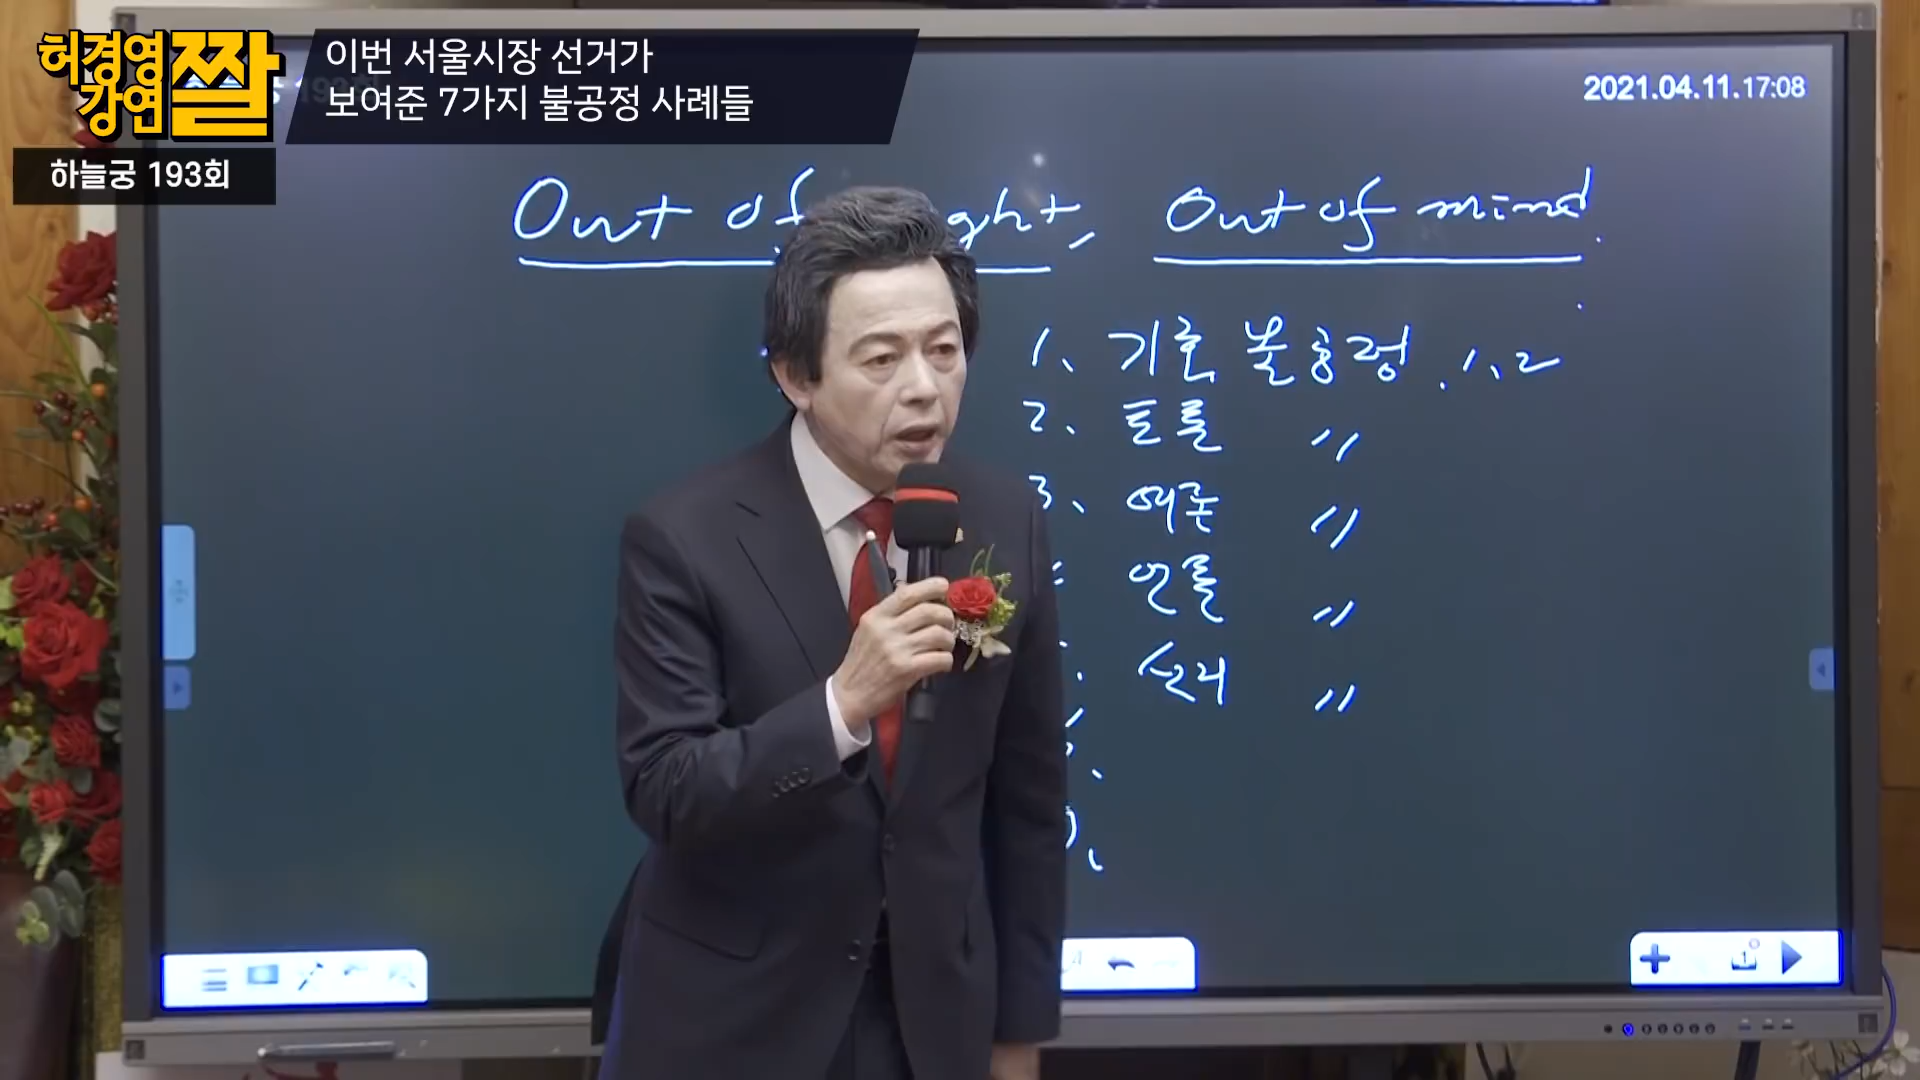 허경영
강연
짤
이번 서울시장 선거가
보여준 7가지 불공정 사례들
하늘궁 193회
2021.04.11.17:08
Out of ght, Out of mind.
1、 기호 불공정 . 1、2
2、 토론 〃
3、 여론 〃
언론 〃
선거 〃